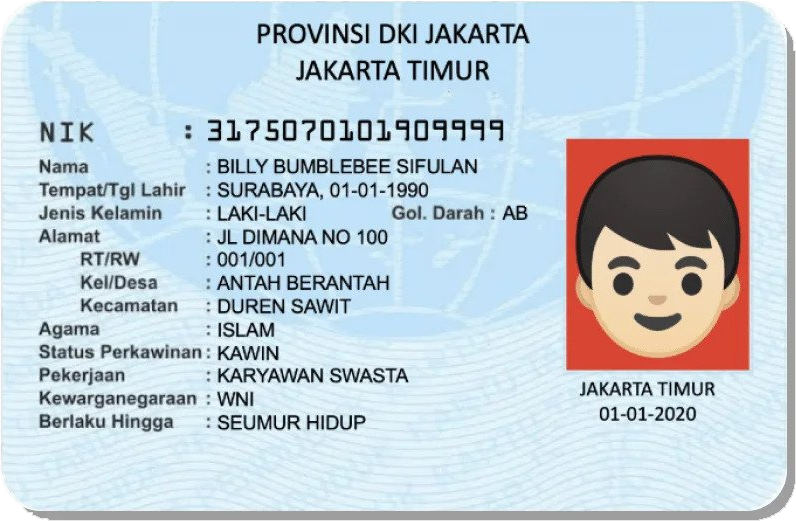 PROVINSI DKI JAKARTA
JAKARTA TIMUR
NIK : 3175070101909999
Nama : BILLY BUMBLEBEE SIFULAN
Tempat/Tgl Lahir : SURABAYA, 01-01-1990
Jenis Kelamin : LAKI-LAKI Gol. Darah : AB
Alamat : JL DIMANA NO 100
RT/RW : 001/001
Kel/Desa : ANTAH BERANTAH
Kecamatan : DUREN SAWIT
Agama : ISLAM
Status Perkawinan : KAWIN
Pekerjaan : KARYAWAN SWASTA
Kewarganegaraan : WNI
Berlaku Hingga : SEUMUR HIDUP
JAKARTA TIMUR
01-01-2020